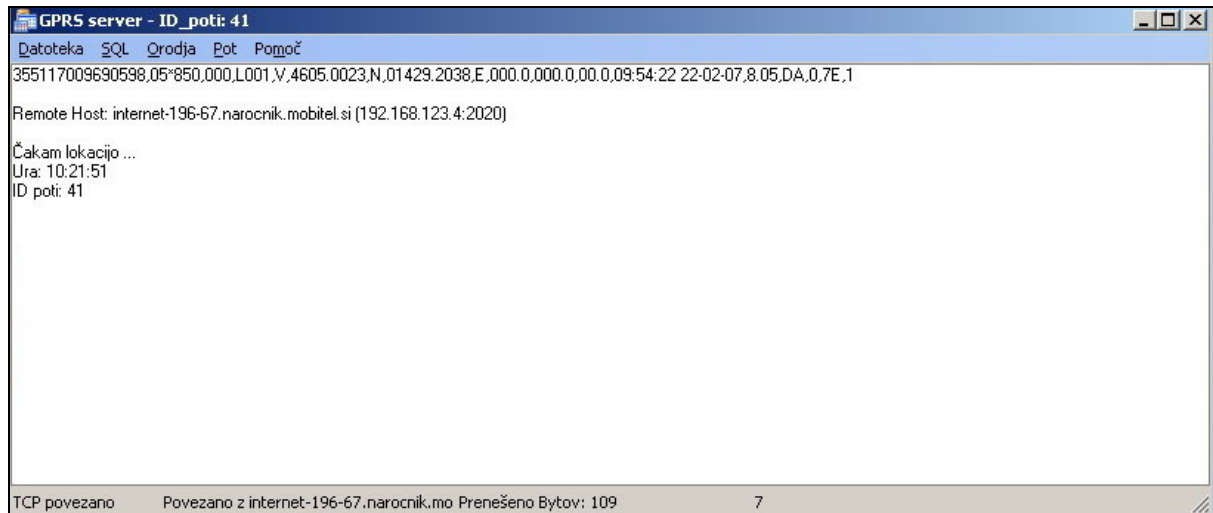 GPRS server - ID_poti: 41
Datoteka SQL Orodja Pot Pomoč
355117009690598,05*850,000,L001,V,4605.0023,N,01429.2038,E,000.0,000.0,00.0,09:54:22 22-02-07,8.05,DA,0,7E,1
Remote Host: internet-196-67.narocnik.mobitel.si (192.168.123.4:2020)
Čakam lokacijo ...
Ura: 10:21:51
ID poti: 41
TCP povezano Povezano z internet-196-67.narocnik.mo Prenešeno Bytov: 109 7